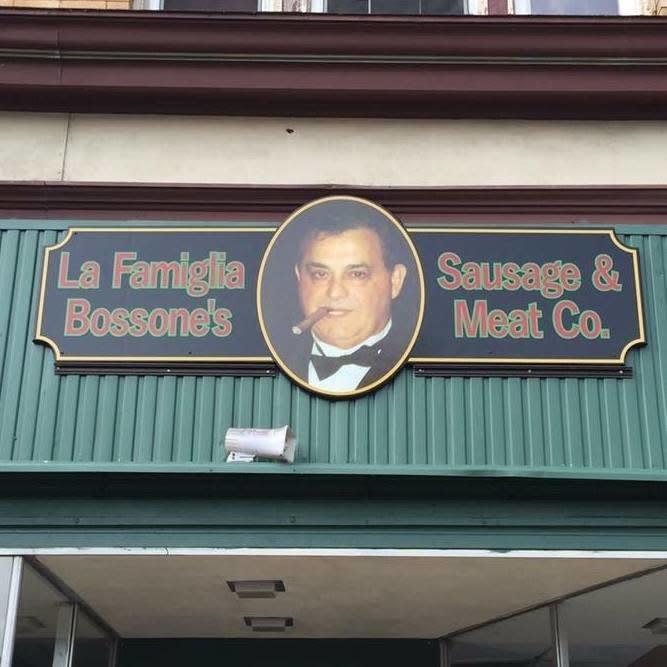 La Famiglia
Bossone's
Sausage &
Meat Co.